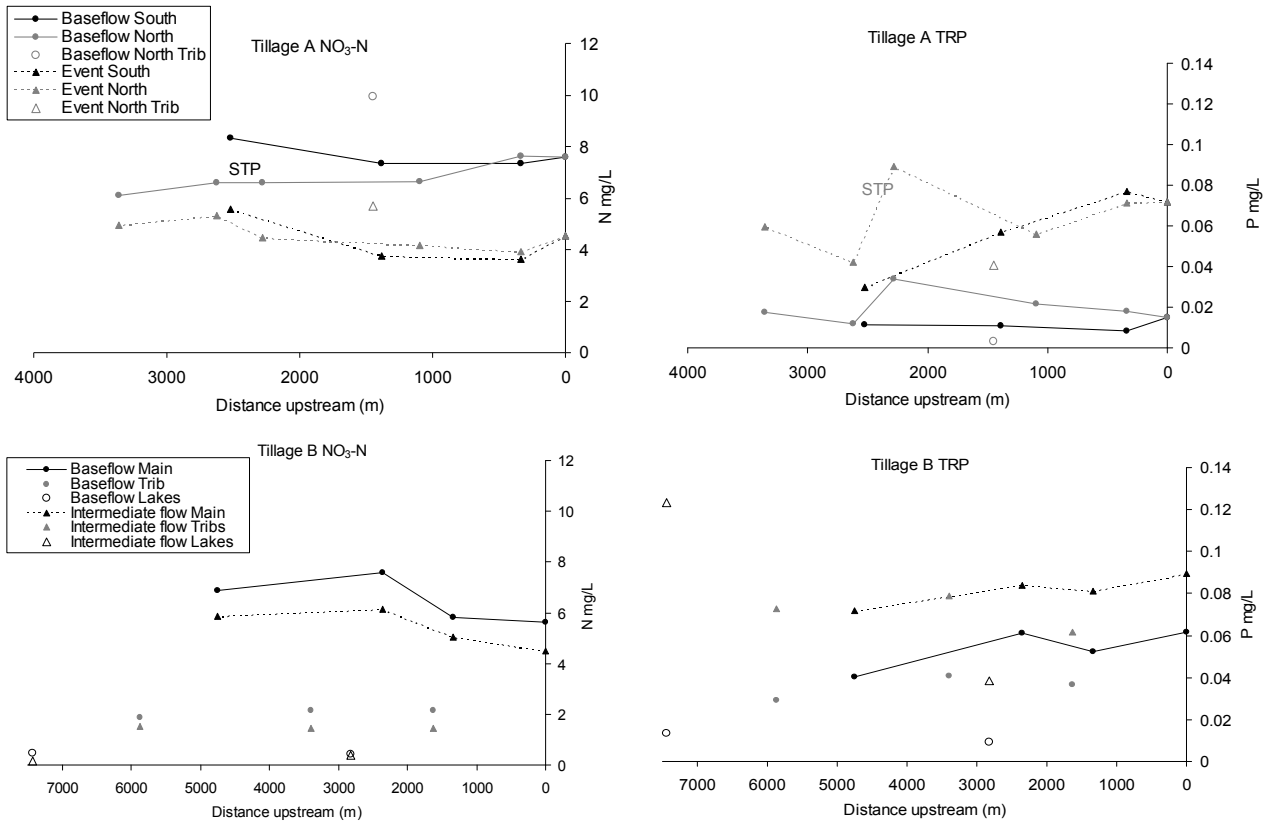 Baseflow South
Baseflow North
Baseflow North Trib
Event South
Event North
Event North Trib
Tillage A NO3-N
STP
12
10
8
6
4
2
0
N mg/L
4000 3000 2000 1000 0
Distance upstream (m)
Tillage A TRP
STP
0.14
0.12
0.1
0.08
0.06
0.04
0.02
0
P mg/L
4000 3000 2000 1000 0
Distance upstream (m)
Tillage B NO3-N
Baseflow Main
Baseflow Trib
Baseflow Lakes
Intermediate flow Main
Intermediate flow Tribs
Intermediate flow Lakes
12
10
8
6
4
2
0
N mg/L
7000 6000 5000 4000 3000 2000 1000 0
Distance upstream (m)
Tillage B TRP
0.14
0.12
0.1
0.08
0.06
0.04
0.02
0
P mg/L
7000 6000 5000 4000 3000 2000 1000 0
Distance upstream (m)